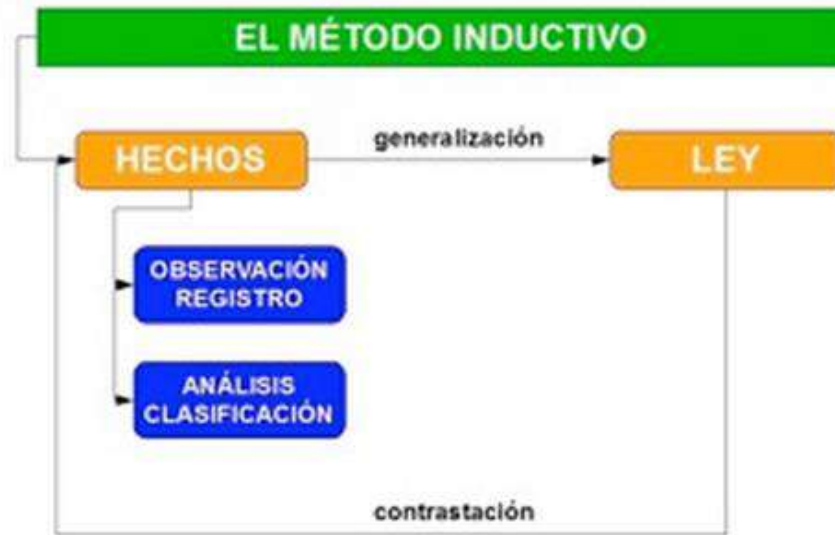 EL MÉTODO INDUCTIVO
generalización
HECHOS
LEY
OBSERVACIÓN
REGISTRO
ANÁLISIS
CLASIFICACIÓN
contrastación